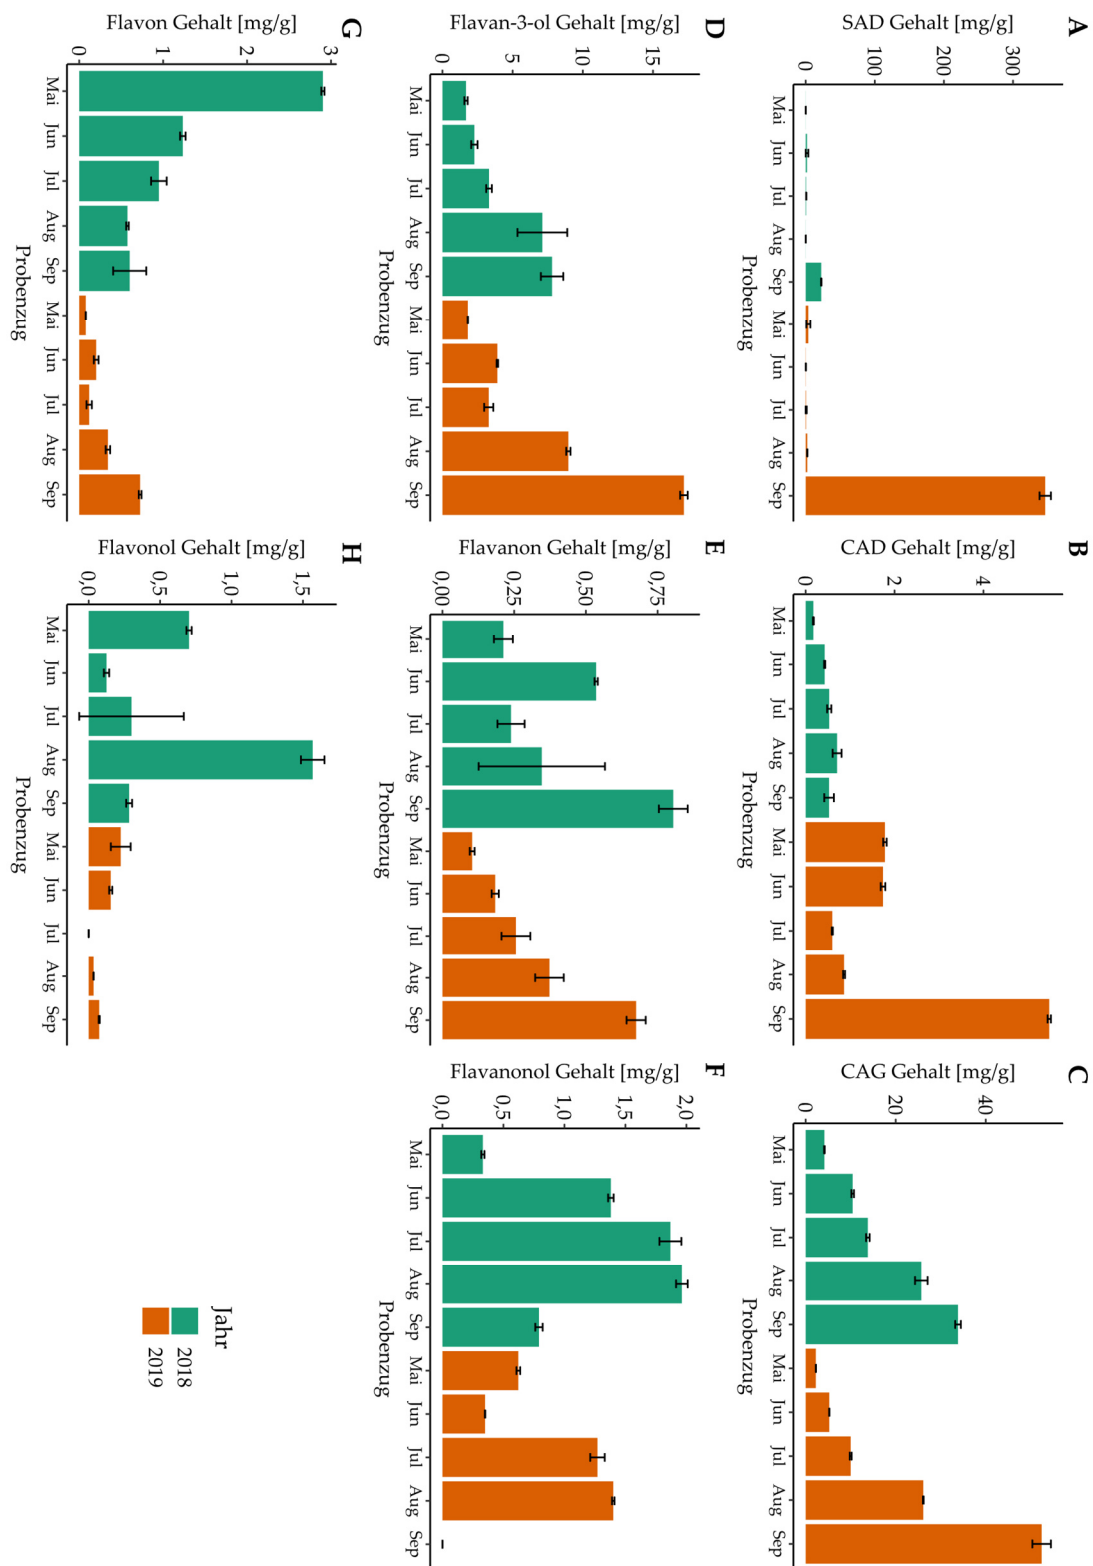 A
SAD Gehalt [mg/g]
0 100 200 300
Mai Jun Jul Aug Sep Mai Jun Jul Aug Sep
Probenzug Probenzug
B
CAD Gehalt [mg/g]
0 2 4
Mai Jun Jul Aug Sep Mai Jun Jul Aug Sep
Probenzug Probenzug
C
CAG Gehalt [mg/g]
0 20 40
Mai Jun Jul Aug Sep Mai Jun Jul Aug Sep
Probenzug Probenzug
D
Flavan-3-ol Gehalt [mg/g]
0 5 10 15
Mai Jun Jul Aug Sep Mai Jun Jul Aug Sep
Probenzug Probenzug
E
Flavanon Gehalt [mg/g]
0,00 0,25 0,50 0,75
Mai Jun Jul Aug Sep Mai Jun Jul Aug Sep
Probenzug Probenzug
F
Flavanonol Gehalt [mg/g]
0,0 0,5 1,0 1,5 2,0
Mai Jun Jul Aug Sep Mai Jun Jul Aug Sep
Probenzug Probenzug
G
Flavon Gehalt [mg/g]
0 1 2 3
Mai Jun Jul Aug Sep Mai Jun Jul Aug Sep
Probenzug Probenzug
H
Flavonol Gehalt [mg/g]
0,0 0,5 1,0 1,5
Mai Jun Jul Aug Sep Mai Jun Jul Aug Sep
Probenzug Probenzug
Jahr
2018
2019